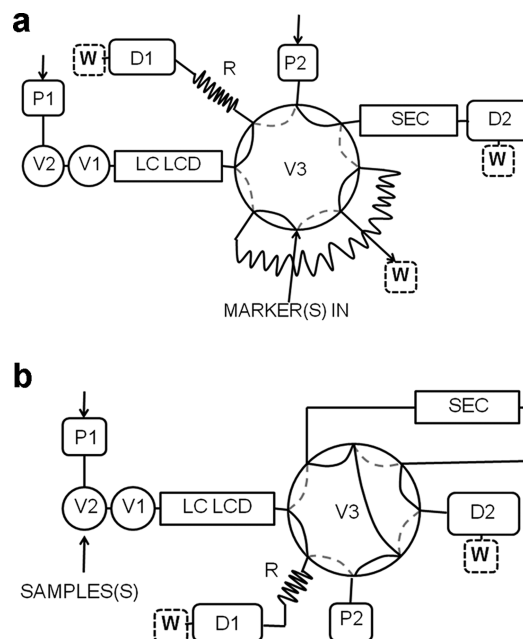 a
W
D1
R
P2
P1
SEC
D2
W
V2
V1
LC LCD
V3
W
MARKER(S) IN
b
P1
SEC
V2
V1
LC LCD
V3
D2
W
SAMPLES(S)
R
W
D1
P2